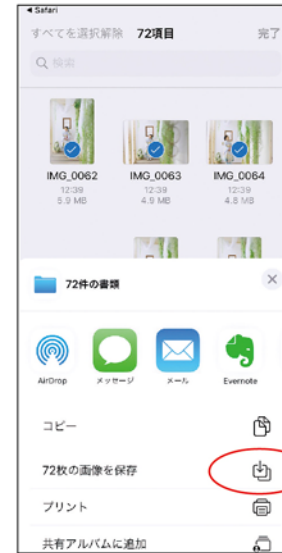 ◀ Safari
すべてを選択解除 72項目 完了
検索
IMG_0062 IMG_0063 IMG_0064
12:39 12:39 12:39
5.9 MB 4.9 MB 4.8 MB
72件の書類
AirDrop メッセージ メール Evernote
コピー
72枚の画像を保存
プリント
共有アルバムに追加